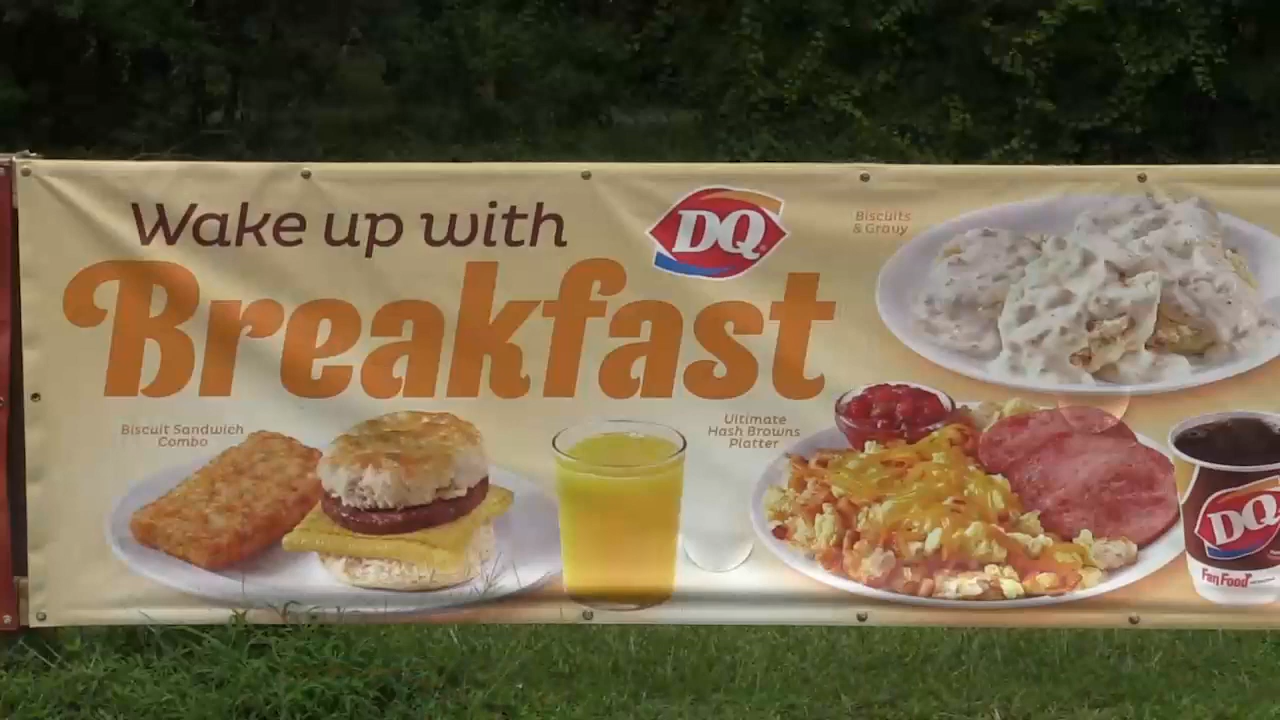 Wake up with
DQ
Breakfast
Biscuits
& Gravy
Biscuit Sandwich
Combo
Ultimate
Hash Browns
Platter
DQ
Fan Food